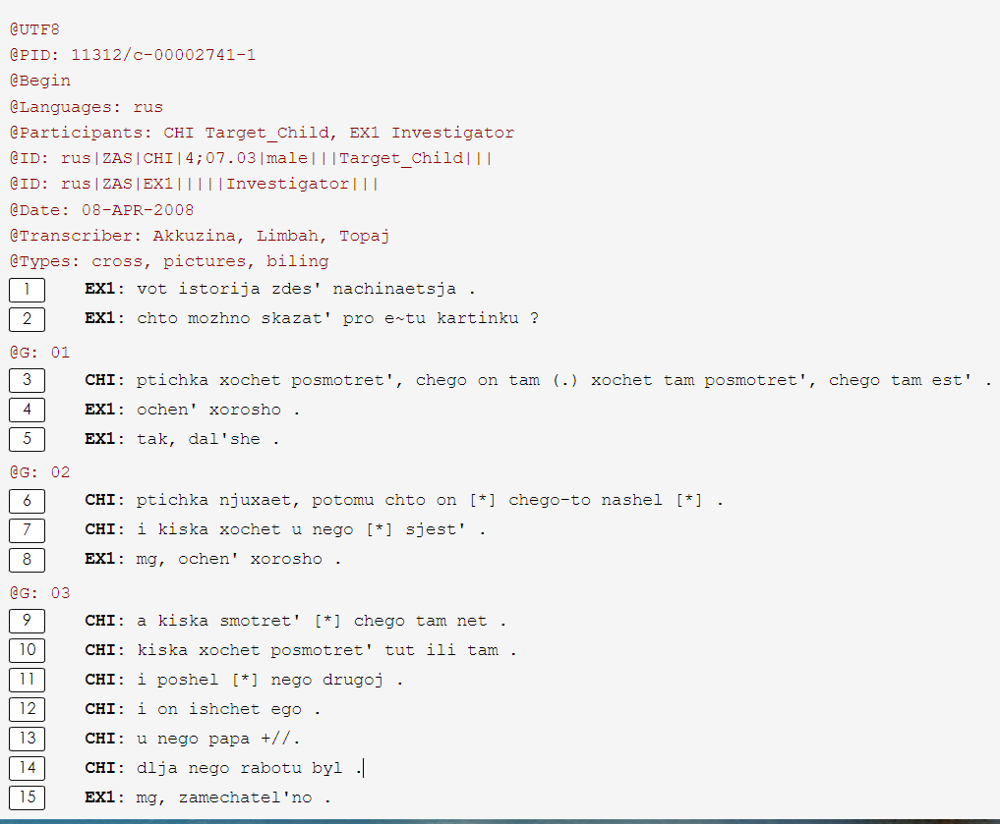 @UTF8
@PID: 11312/c-00002741-1
@Begin
@Languages: rus
@Participants: CHI Target_Child, EX1 Investigator
@ID: rus|ZAS|CHI|4;07.03|male|||Target_Child|||
@ID: rus|ZAS|EX1|||||Investigator|||
@Date: 08-APR-2008
@Transcriber: Akkuzina, Limbah, Topaj
@Types: cross, pictures, biling
1 EX1: vot istorija zdes' nachinaetsja .
2 EX1: chto mozhno skazat' pro e~tu kartinku ?
@G: 01
3 CHI: ptichka xochet posmotret', chego on tam (.) xochet tam posmotret', chego tam est' .
4 EX1: ochen' xorosho .
5 EX1: tak, dal'she .
@G: 02
6 CHI: ptichka njuxaet, potomu chto on [*] chego-to nashel [*] .
7 CHI: i kiska xochet u nego [*] sjest' .
8 EX1: mg, ochen' xorosho .
@G: 03
9 CHI: a kiska smotret' [*] chego tam net .
10 CHI: kiska xochet posmotret' tut ili tam .
11 CHI: i poshel [*] nego drugoj .
12 CHI: i on ishchet ego .
13 CHI: u nego papa +//.
14 CHI: dlja nego rabotu byl .
15 EX1: mg, zamechatel'no .